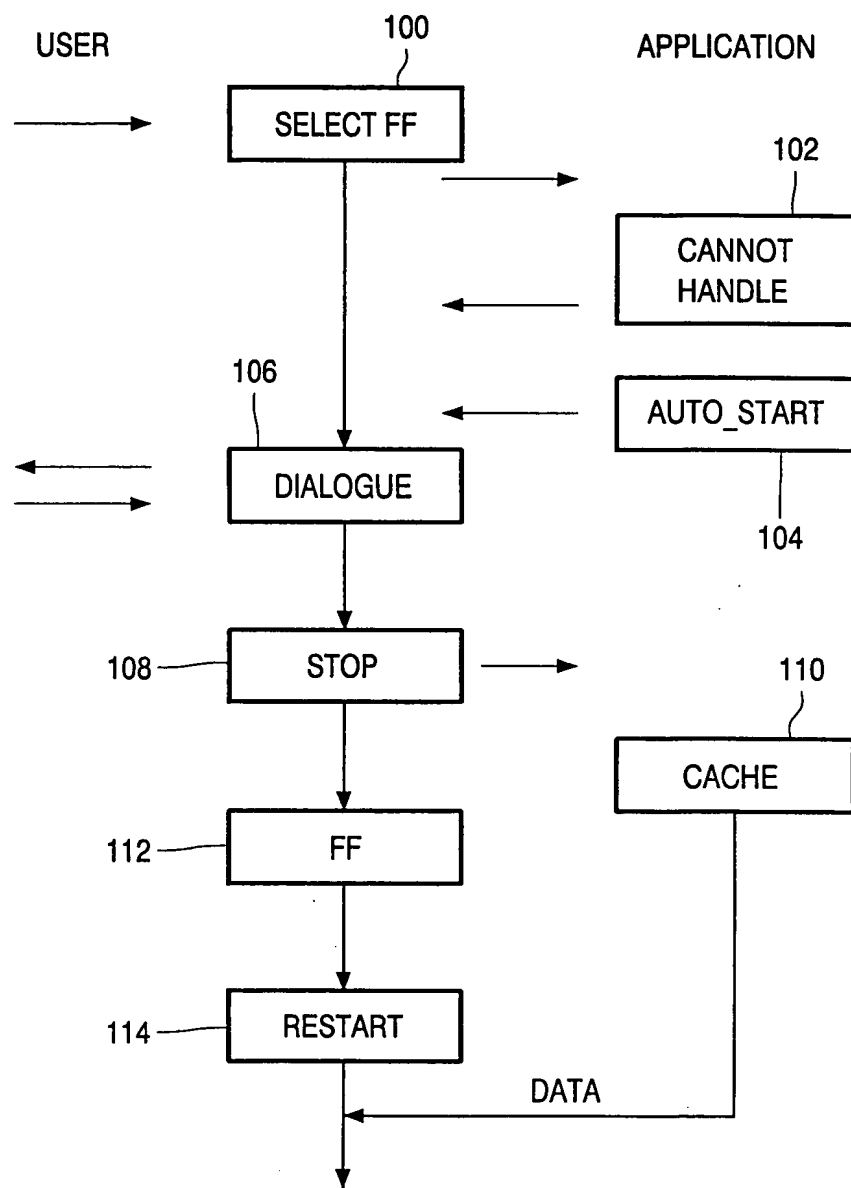 100
USER
APPLICATION
SELECT FF
102
CANNOT
HANDLE
106
AUTO_START
DIALOGUE
104
108
STOP
110
CACHE
112
FF
114
RESTART
DATA